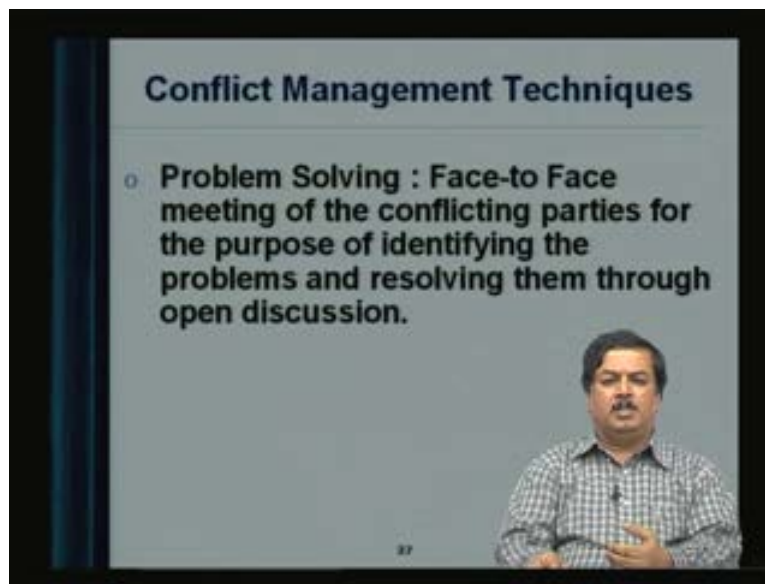 Conflict Management Techniques
o Problem Solving : Face-to Face
meeting of the conflicting parties for
the purpose of identifying the
problems and resolving them through
open discussion.
37